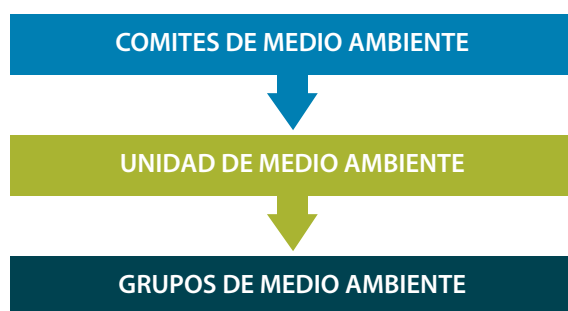 COMITES DE MEDIO AMBIENTE
UNIDAD DE MEDIO AMBIENTE
GRUPOS DE MEDIO AMBIENTE